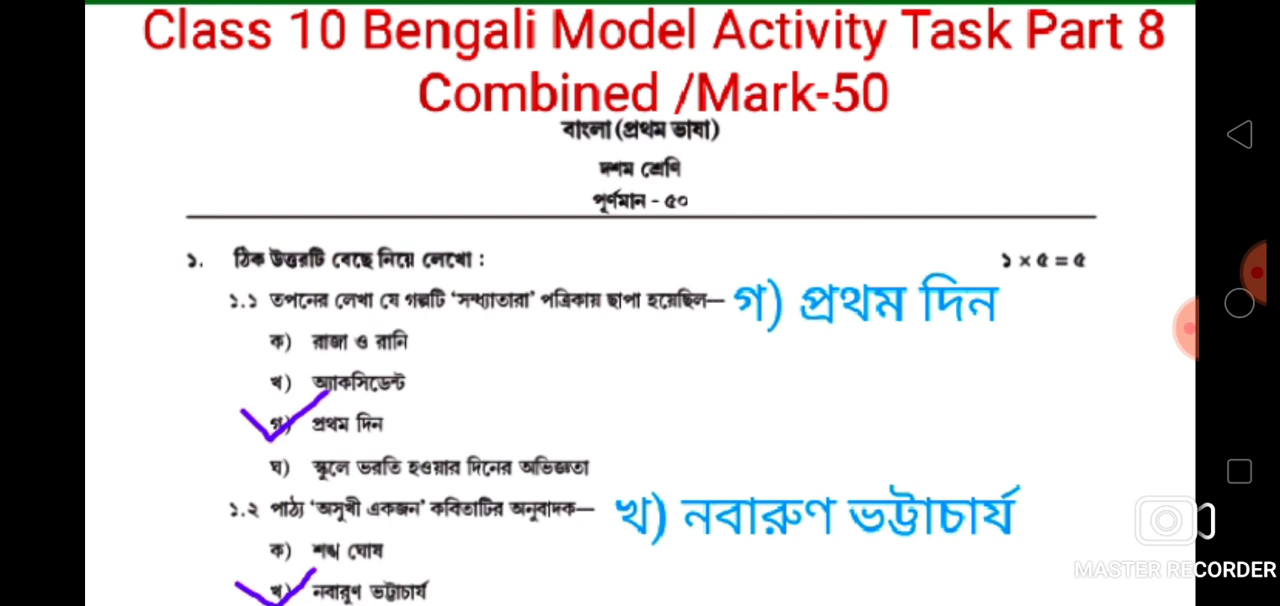 Class 10 Bengali Model Activity Task Part 8
Combined /Mark-50
বাংলা (প্রথম ভাষা)
দশম শ্রেণি
পূর্ণমান - ৫০
১. ঠিক উত্তরটি বেছে নিয়ে লেখো : ১ × ৫ = ৫
১.১ তপনের লেখা যে গল্পটি ‘সন্ধ্যাতারা’ পত্রিকায় ছাপা হয়েছিল— গ) প্রথম দিন
ক) রাজা ও রানি
খ) অ্যাকসিডেন্ট
গ) প্রথম দিন
ঘ) স্কুলে ভরতি হওয়ার দিনের অভিজ্ঞতা
১.২ পাঠ্য ‘অসুখী একজন’ কবিতাটির অনুবাদক— খ) নবারুণ ভট্টাচার্য
ক) শঙ্খ ঘোষ
খ) নবারুণ ভট্টাচার্য
MASTER RECORDER